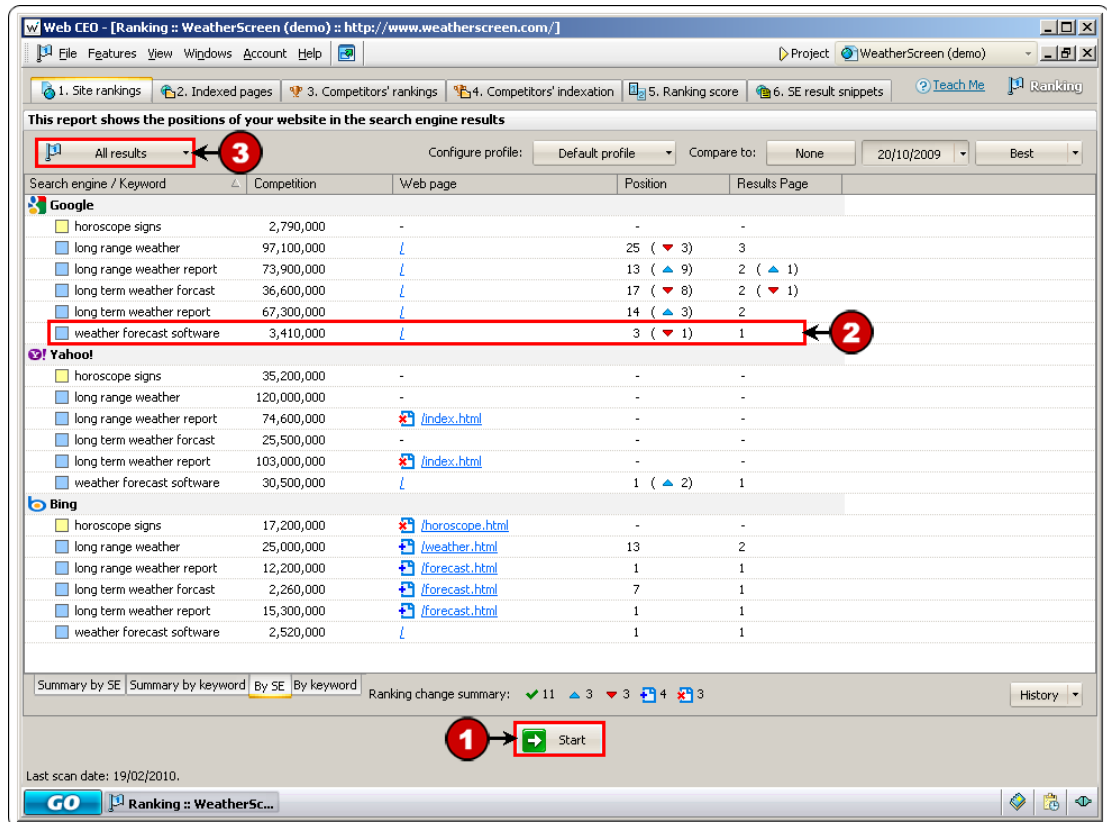 Web CEO - [Ranking :: WeatherScreen (demo) :: http://www.weatherscreen.com/]
File Features View Windows Account Help Project WeatherScreen (demo)
1. Site rankings 2. Indexed pages 3. Competitors' rankings 4. Competitors' indexation 5. Ranking score 6. SE result snippets Teach Me Ranking
This report shows the positions of your website in the search engine results
All results 3 Configure profile: Default profile Compare to: None 20/10/2009 Best
Search engine / Keyword Competition Web page Position Results Page
Google
horoscope signs 2,790,000 - - -
long range weather 97,100,000 / 25 ( ▼ 3) 3
long range weather report 73,900,000 / 13 ( ▲ 9) 2 ( ▲ 1)
long term weather forcast 36,600,000 / 17 ( ▼ 8) 2 ( ▼ 1)
long term weather report 67,300,000 / 14 ( ▲ 3) 2
weather forecast software 3,410,000 / 3 ( ▼ 1) 1 2
Yahoo!
horoscope signs 35,200,000 - - -
long range weather 120,000,000 - - -
long range weather report 74,600,000 /index.html - -
long term weather forcast 25,500,000 - - -
long term weather report 103,000,000 /index.html - -
weather forecast software 30,500,000 / 1 ( ▲ 2) 1
Bing
horoscope signs 17,200,000 /horoscope.html - -
long range weather 25,000,000 /weather.html 13 2
long range weather report 12,200,000 /forecast.html 1 1
long term weather forcast 2,260,000 /forecast.html 7 1
long term weather report 15,300,000 /forecast.html 1 1
weather forecast software 2,520,000 / 1 1
Summary by SE Summary by keyword By SE By keyword Ranking change summary: ✔ 11 ▲ 3 ▼ 3 4 3 History
1 Start
Last scan date: 19/02/2010.
GO Ranking :: WeatherSc...